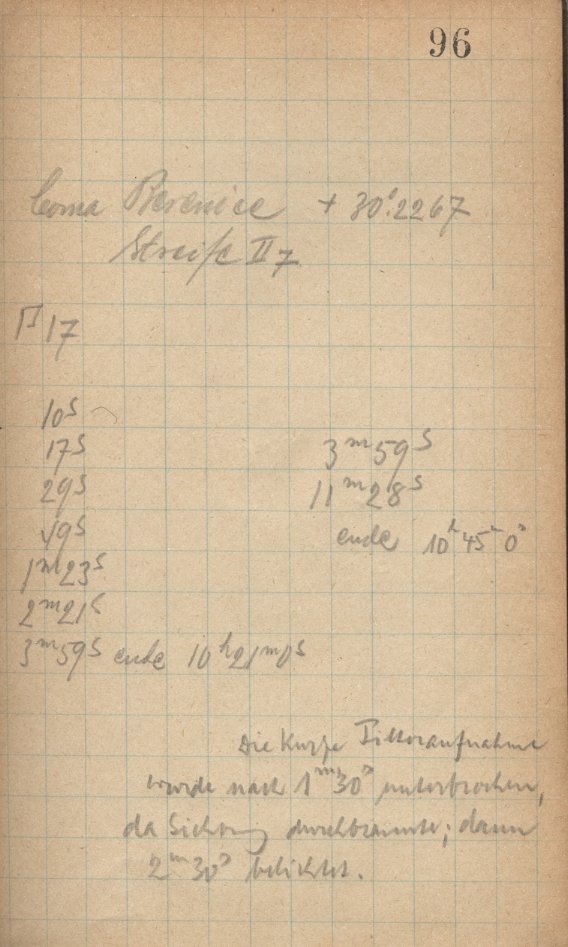 96
Coma Berenice + 30°.2267
Streife II 7
17
10s
17s
29s
49s
1m23s
2m21s
3m59s ende 10h21m0s
3m59s
11m28s
ende 10h45m0s
Die kurze Filteraufnahme
wurde nach 1m30s unterbrochen,
da Sicherung durchbrannte; dann
2m30s belichtet.